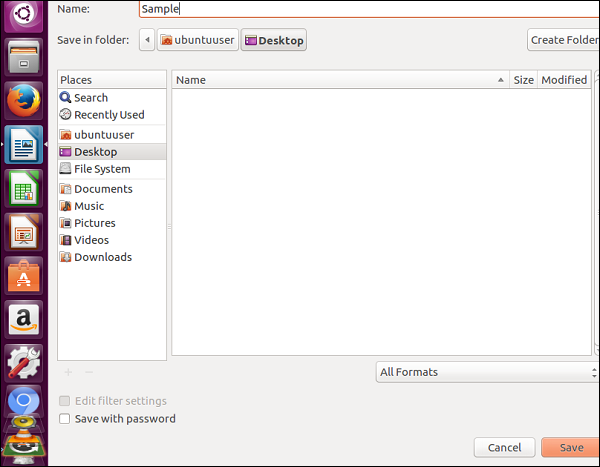 Name: Sample
Save in folder: ubuntuuser Desktop Create Folder
Places Name Size Modified
Search
Recently Used
ubuntuuser
Desktop
File System
Documents
Music
Pictures
Videos
Downloads
All Formats
Edit filter settings
Save with password
Cancel Save